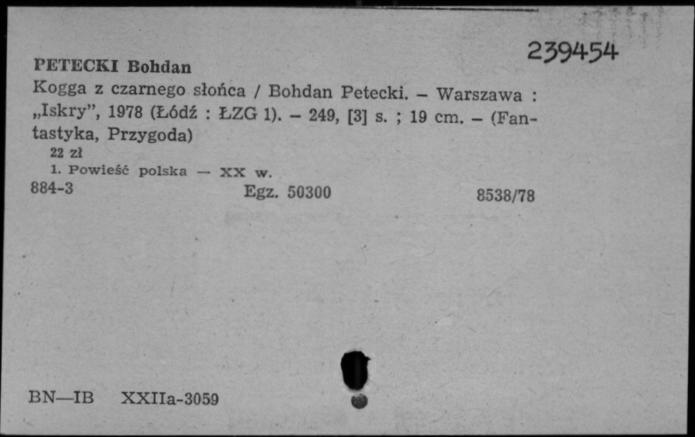 239454
PETECKI Bohdan
Kogga z czarnego słońca / Bohdan Petecki. — Warszawa :
„Iskry”, 1978 (Łódź : ŁZG 1). — 249, [3] s. ; 19 cm. — (Fan-
tastyka, Przygoda)
22 zł
1. Powieść polska — XX w.
884-3 Egz. 50300 8538/78
BN—IB XXIIa-3059